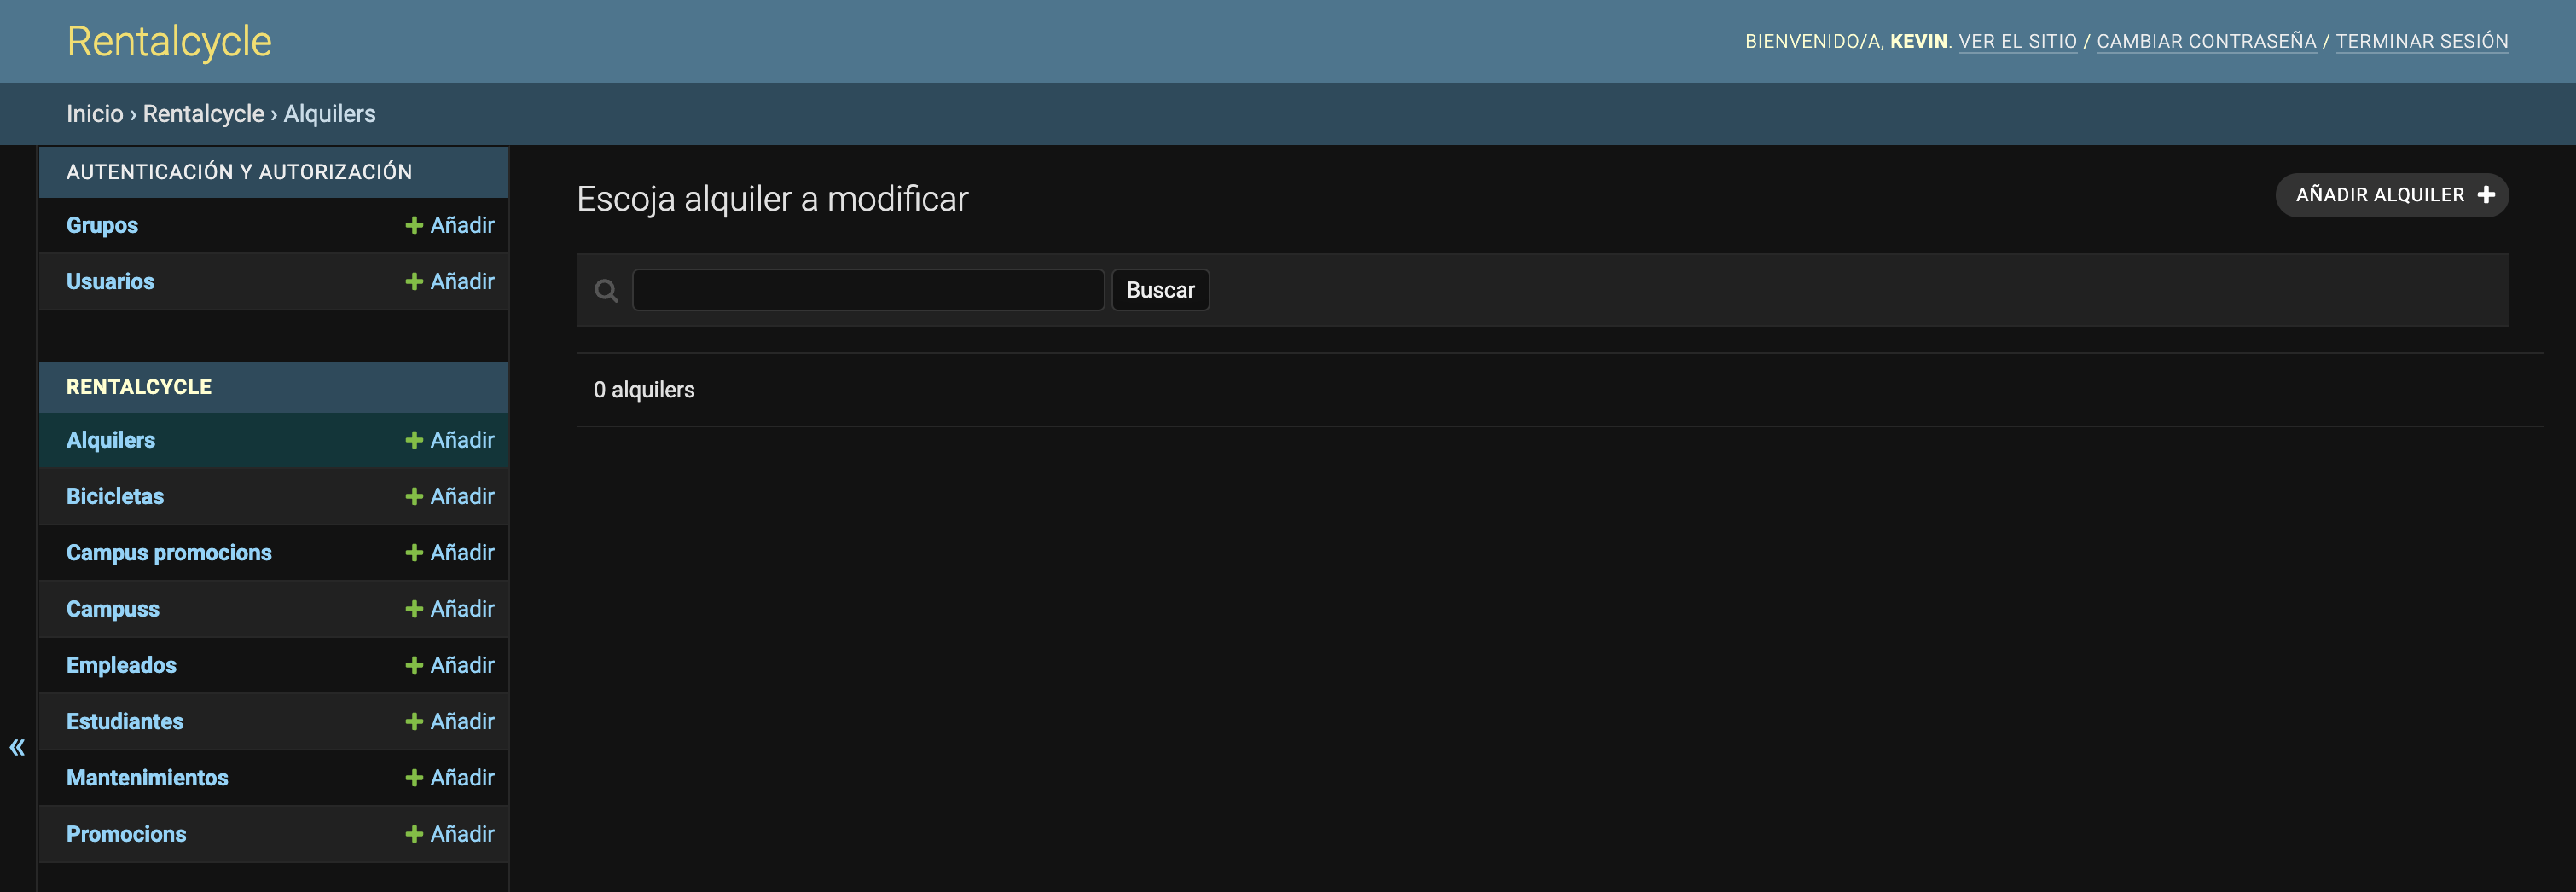 Rentalcycle
BIENVENIDO/A, KEVIN. VER EL SITIO / CAMBIAR CONTRASEÑA / TERMINAR SESIÓN
Inicio › Rentalcycle › Alquilers
AUTENTICACIÓN Y AUTORIZACIÓN
Grupos + Añadir
Usuarios + Añadir
RENTALCYCLE
Alquilers + Añadir
Bicicletas + Añadir
Campus promocions + Añadir
Campuss + Añadir
Empleados + Añadir
Estudiantes + Añadir
Mantenimientos + Añadir
Promocions + Añadir
«
Escoja alquiler a modificar
AÑADIR ALQUILER +
Buscar
0 alquilers